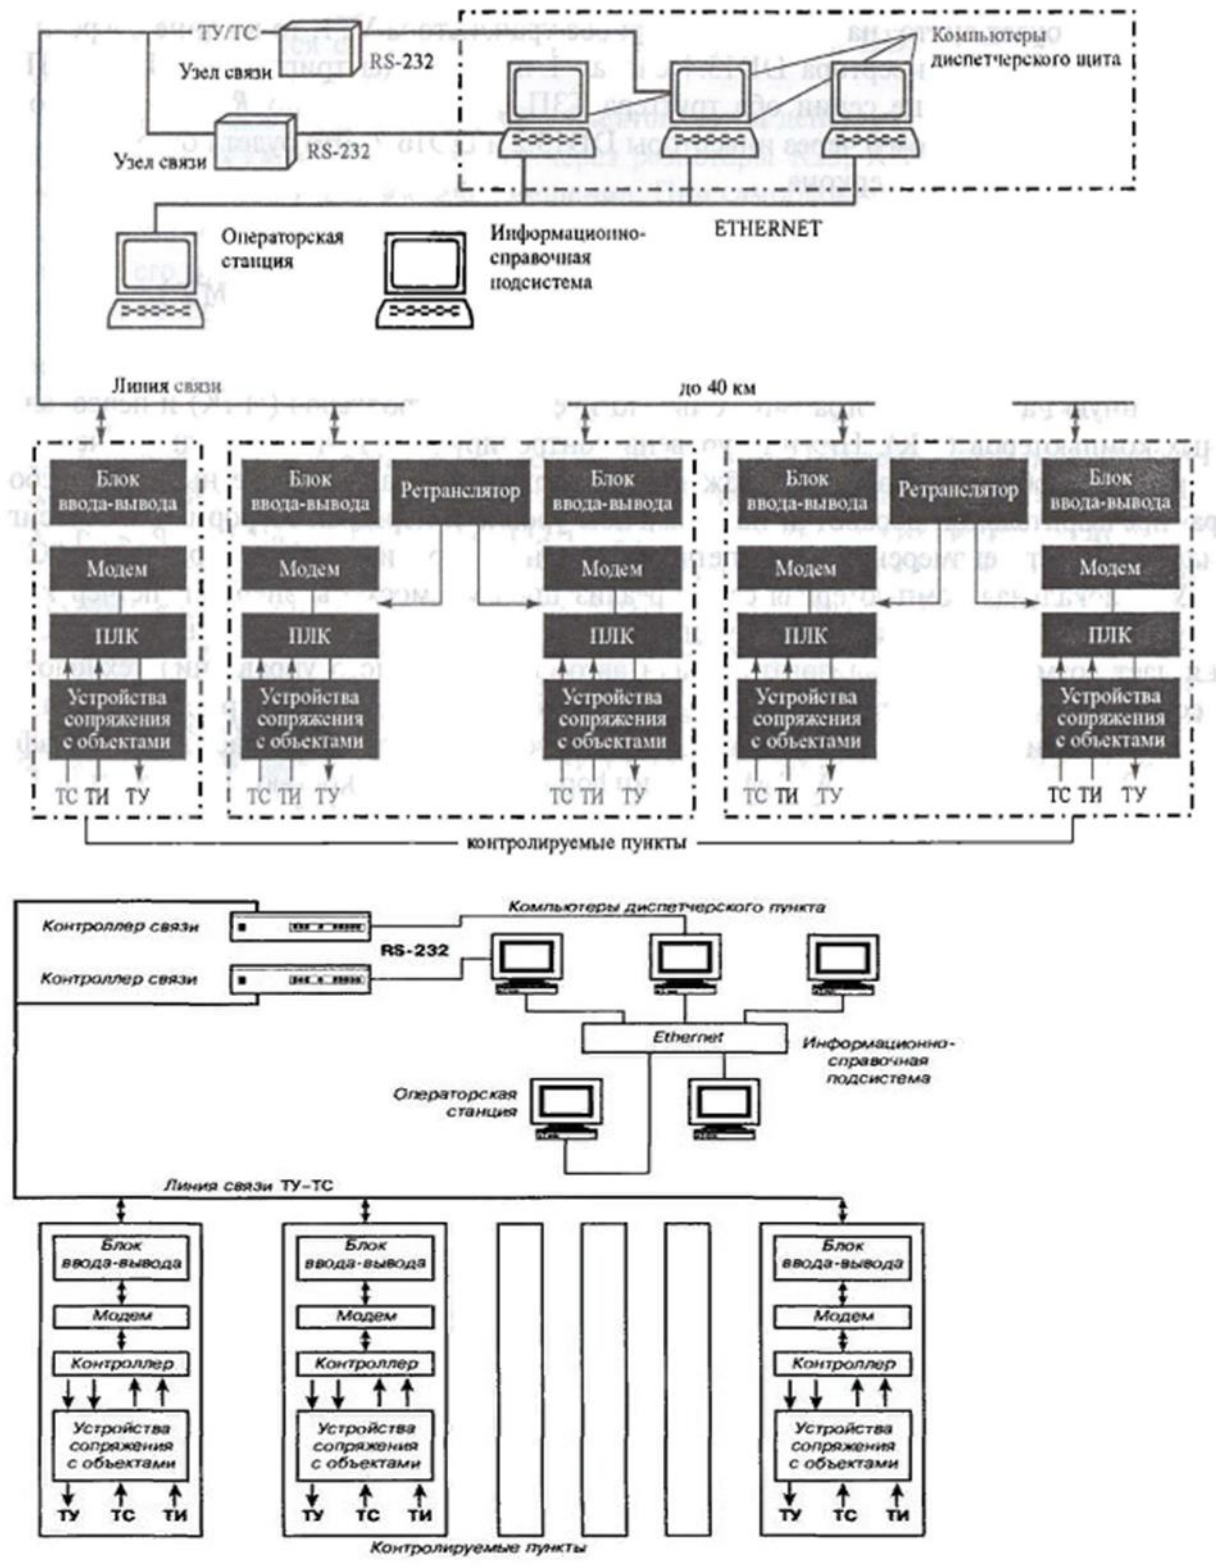 ТУ/ТС
RS-232
Узел связи
Компьютеры
диспетчерского щита
RS-232
Узел связи
ETHERNET
Операторская
станция
Информационно-
справочная
подсистема
Линия связи
до 40 км
Блок
ввода-вывода
Модем
ПЛК
Устройства
сопряжения
с объектами
ТС ТИ ТУ
Блок
ввода-вывода
Ретранслятор
Модем
ПЛК
Устройства
сопряжения
с объектами
ТС ТИ ТУ
Блок
ввода-вывода
Модем
ПЛК
Устройства
сопряжения
с объектами
ТС ТИ ТУ
Блок
ввода-вывода
Ретранслятор
Модем
ПЛК
Устройства
сопряжения
с объектами
ТС ТИ ТУ
Блок
ввода-вывода
Модем
ПЛК
Устройства
сопряжения
с объектами
ТС ТИ ТУ
контролируемые пункты
Контроллер связи
Компьютеры диспетчерского пункта
RS-232
Контроллер связи
Ethernet
Информационно-
справочная
подсистема
Операторская
станция
Линия связи ТУ-ТС
Блок
ввода-вывода
Модем
Контроллер
Устройства
сопряжения
с объектами
ТУ ТС ТИ
Блок
ввода-вывода
Модем
Контроллер
Устройства
сопряжения
с объектами
ТУ ТС ТИ
Блок
ввода-вывода
Модем
Контроллер
Устройства
сопряжения
с объектами
ТУ ТС ТИ
Контролируемые пункты